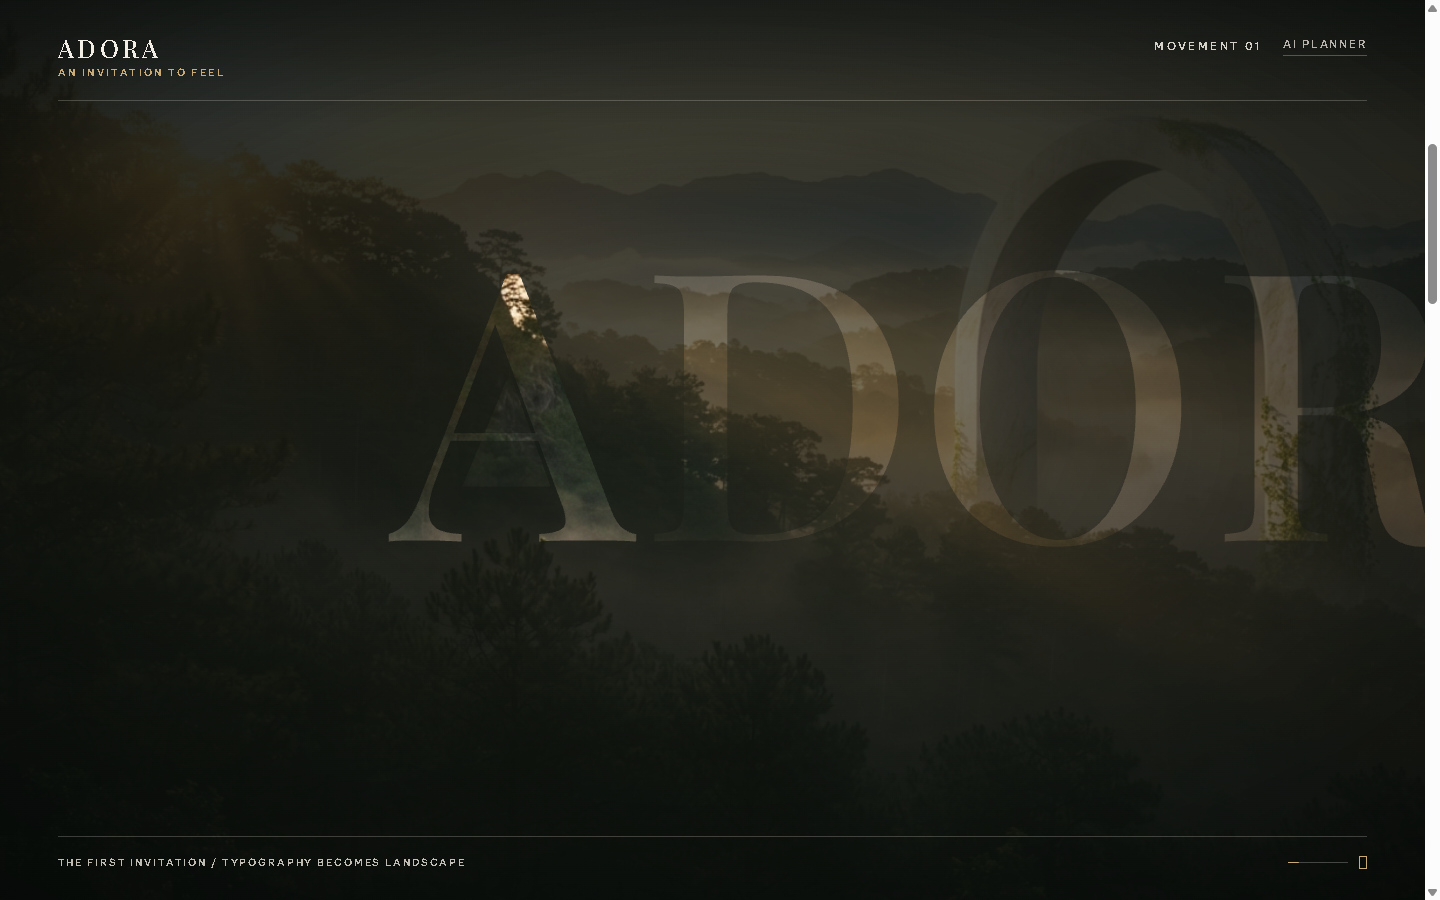 ADORA
AN INVITATION TO FEEL
MOVEMENT 01
AI PLANNER
ADOR
THE FIRST INVITATION / TYPOGRAPHY BECOMES LANDSCAPE